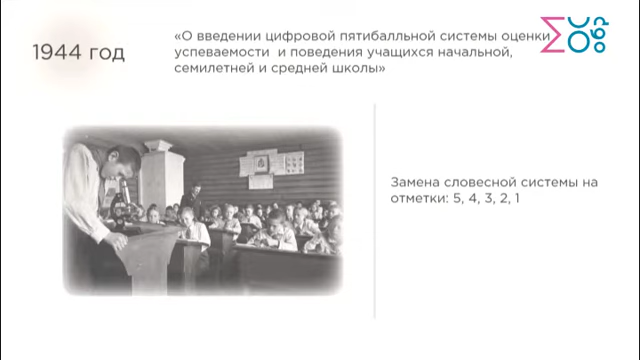 1944 год
«О введении цифровой пятибалльной системы оценки
успеваемости и поведения учащихся начальной,
семилетней и средней школы»
Замена словесной системы на
отметки: 5, 4, 3, 2, 1